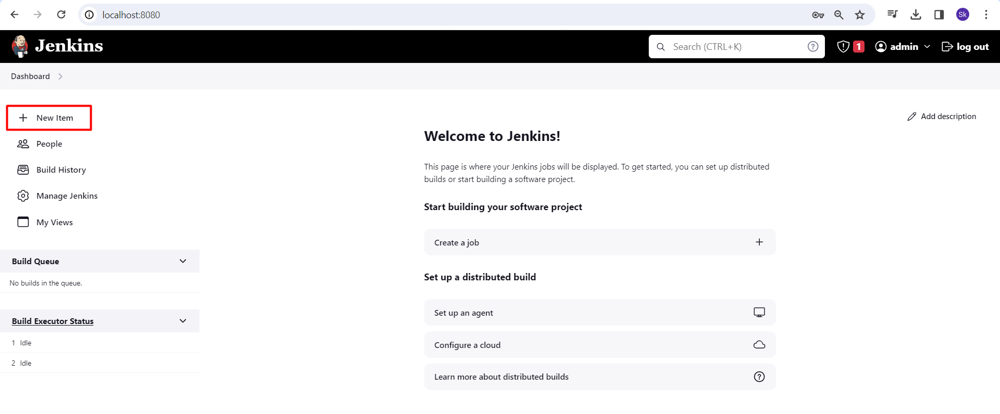 localhost:8080
Sk
Jenkins
Search (CTRL+K)
1
admin
log out
Dashboard
New Item
People
Build History
Manage Jenkins
My Views
Build Queue
No builds in the queue.
Build Executor Status
1 Idle
2 Idle
Add description
Welcome to Jenkins!
This page is where your Jenkins jobs will be displayed. To get started, you can set up distributed
builds or start building a software project.
Start building your software project
Create a job
Set up a distributed build
Set up an agent
Configure a cloud
Learn more about distributed builds